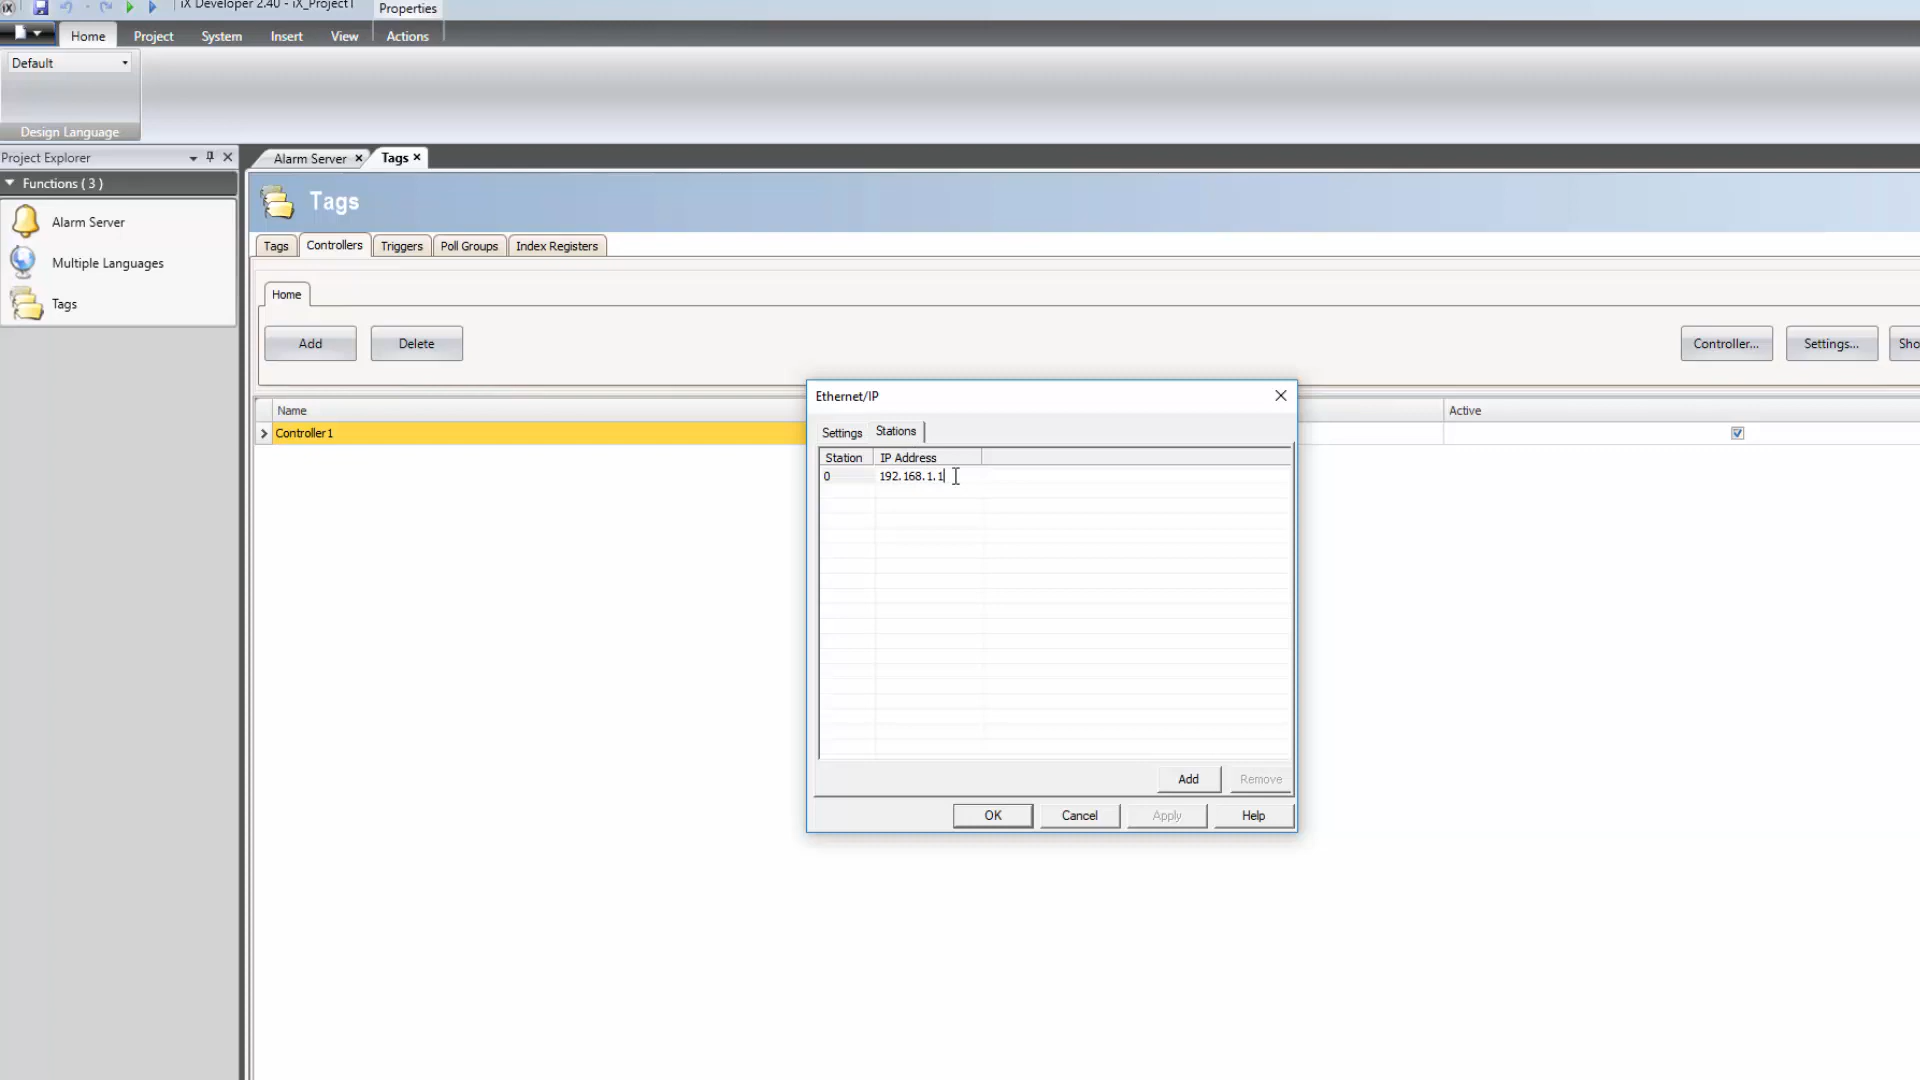 iX Developer 2.40 - iX_Project1
Properties
Home
Project
System
Insert
View
Actions
Default
Design Language
Project Explorer
Functions ( 3 )
Alarm Server
Multiple Languages
Tags
Alarm Server
Tags
Tags
Tags
Controllers
Triggers
Poll Groups
Index Registers
Home
Add
Delete
Controller...
Settings...
Sho
Name
Active
Controller1
Ethernet/IP
Settings
Stations
Station
IP Address
0
192.168.1.1
Add
Remove
OK
Cancel
Apply
Help